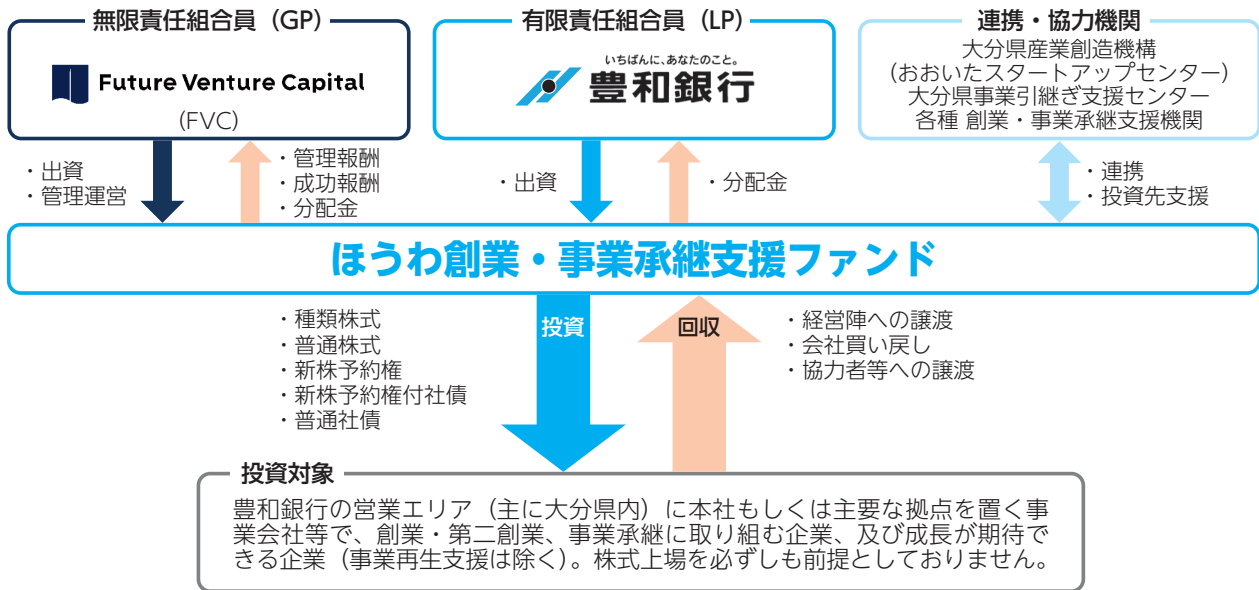 無限責任組合員（GP）
Future Venture Capital
(FVC)
有限責任組合員（LP）
いちばんに、あなたのこと。
豊和銀行
連携・協力機関
大分県産業創造機構
(おおいたスタートアップセンター)
大分県事業引継ぎ支援センター
各種 創業・事業承継支援機関
・出資
・管理運営
・管理報酬
・成功報酬
・分配金
・出資
・分配金
・連携
・投資先支援
ほうわ創業・事業承継支援ファンド
・種類株式
・普通株式
・新株予約権
・新株予約権付社債
・普通社債
投資
回収
・経営陣への譲渡
・会社買い戻し
・協力者等への譲渡
投資対象
豊和銀行の営業エリア（主に大分県内）に本社もしくは主要な拠点を置く事
業会社等で、創業・第二創業、事業承継に取り組む企業、及び成長が期待で
きる企業（事業再生支援は除く）。株式上場を必ずしも前提としておりません。